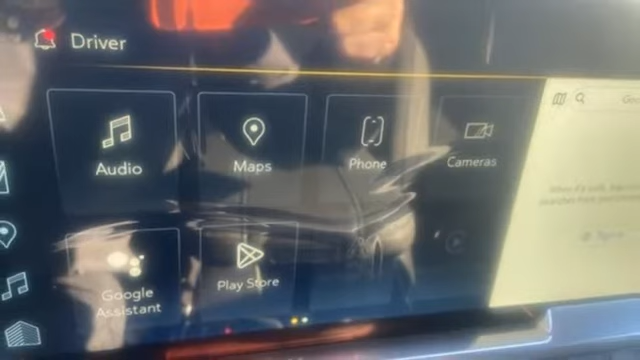 Driver
Audio
Maps
Phone
Cameras
Google
Assistant
Play Store